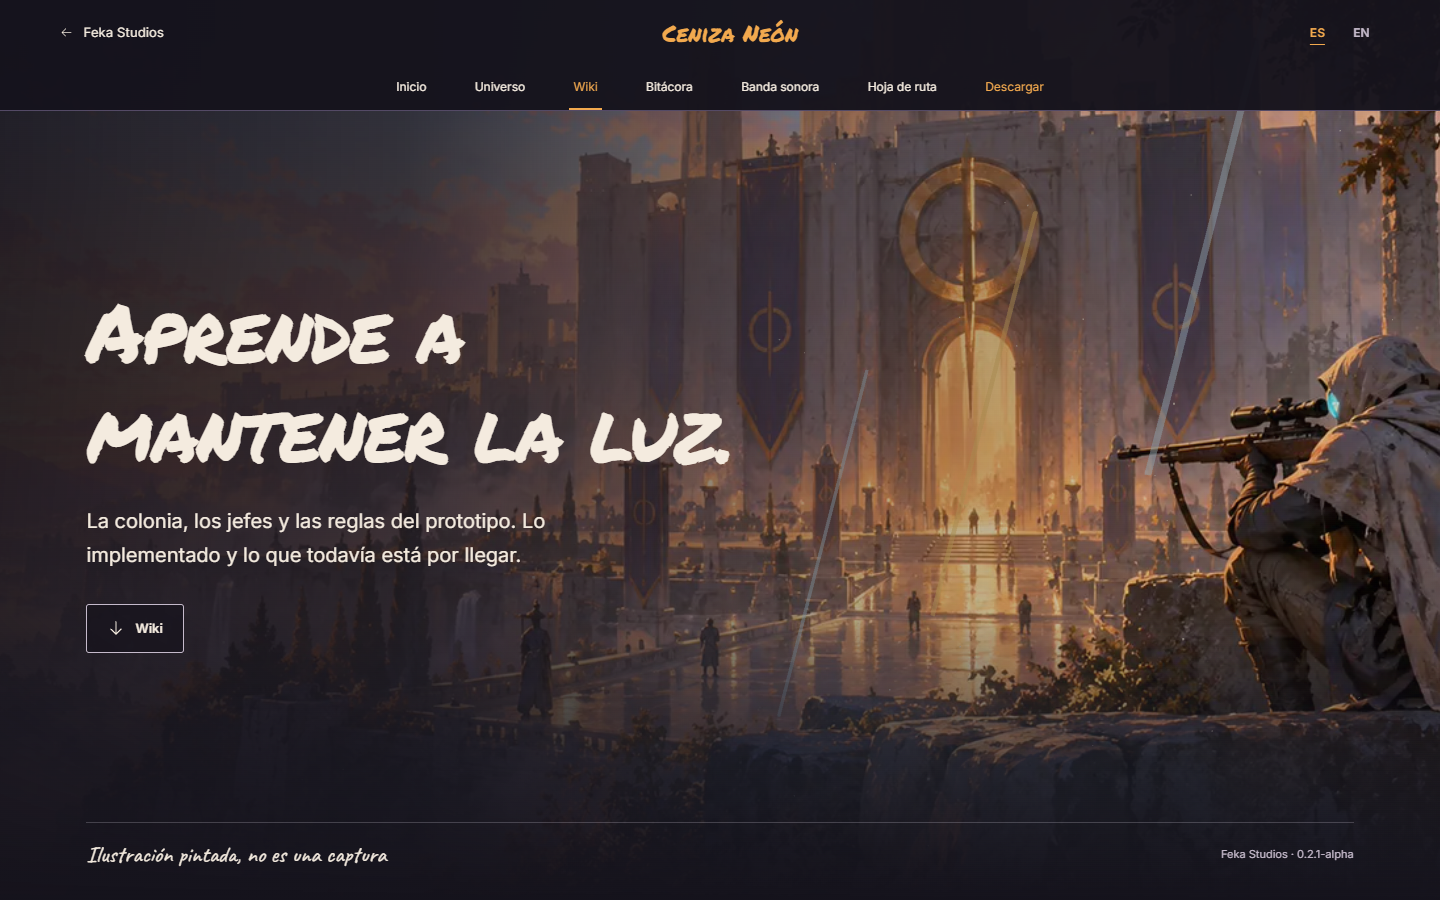 Feka Studios
Ceniza Neón
ES EN
Inicio Universo Wiki Bitácora Banda sonora Hoja de ruta Descargar
Aprende a
mantener la luz.
La colonia, los jefes y las reglas del prototipo. Lo
implementado y lo que todavía está por llegar.
Wiki
Ilustración pintada, no es una captura
Feka Studios · 0.2.1-alpha